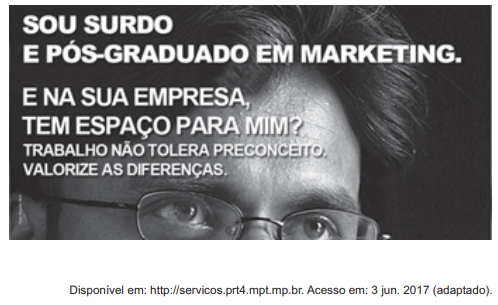 SOU SURDO
E PÓS-GRADUADO EM MARKETING.
E NA SUA EMPRESA,
TEM ESPAÇO PARA MIM?
TRABALHO NÃO TOLERA PRECONCEITO.
VALORIZE AS DIFERENÇAS.
Disponível em: http://servicos.prt4.mpt.mp.br. Acesso em: 3 jun. 2017 (adaptado).